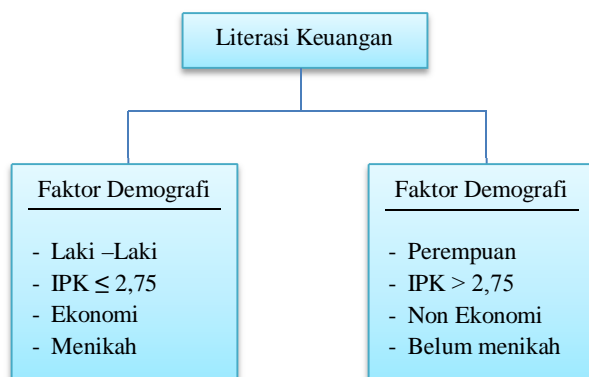 Literasi Keuangan
Faktor Demografi
- Laki –Laki
- IPK ≤ 2,75
- Ekonomi
- Menikah
Faktor Demografi
- Perempuan
- IPK > 2,75
- Non Ekonomi
- Belum menikah